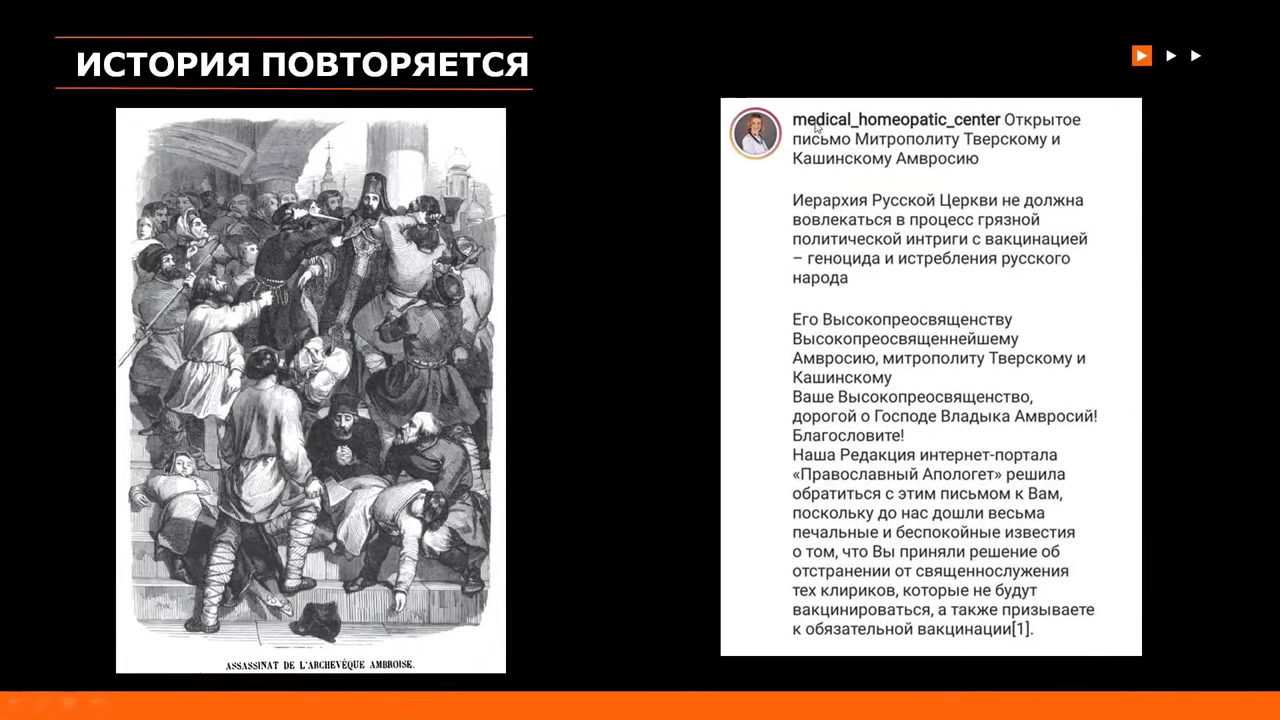 ИСТОРИЯ ПОВТОРЯЕТСЯ
ASSASSINAT DE L'ARCHEVÊQUE AMBROISE.
medical_homeopatic_center Открытое
письмо Митрополиту Тверскому и
Кашинскому Амвросию
Иерархия Русской Церкви не должна
вовлекаться в процесс грязной
политической интриги с вакцинацией
– геноцида и истребления русского
народа
Его Высокопреосвященству
Высокопреосвященнейшему
Амвросию, митрополиту Тверскому и
Кашинскому
Ваше Высокопреосвященство,
дорогой о Господе Владыка Амвросий!
Благословите!
Наша Редакция интернет-портала
«Православный Апологет» решила
обратиться с этим письмом к Вам,
поскольку до нас дошли весьма
печальные и беспокойные известия
о том, что Вы приняли решение об
отстранении от священнослужения
тех клириков, которые не будут
вакцинироваться, а также призываете
к обязательной вакцинации[1].